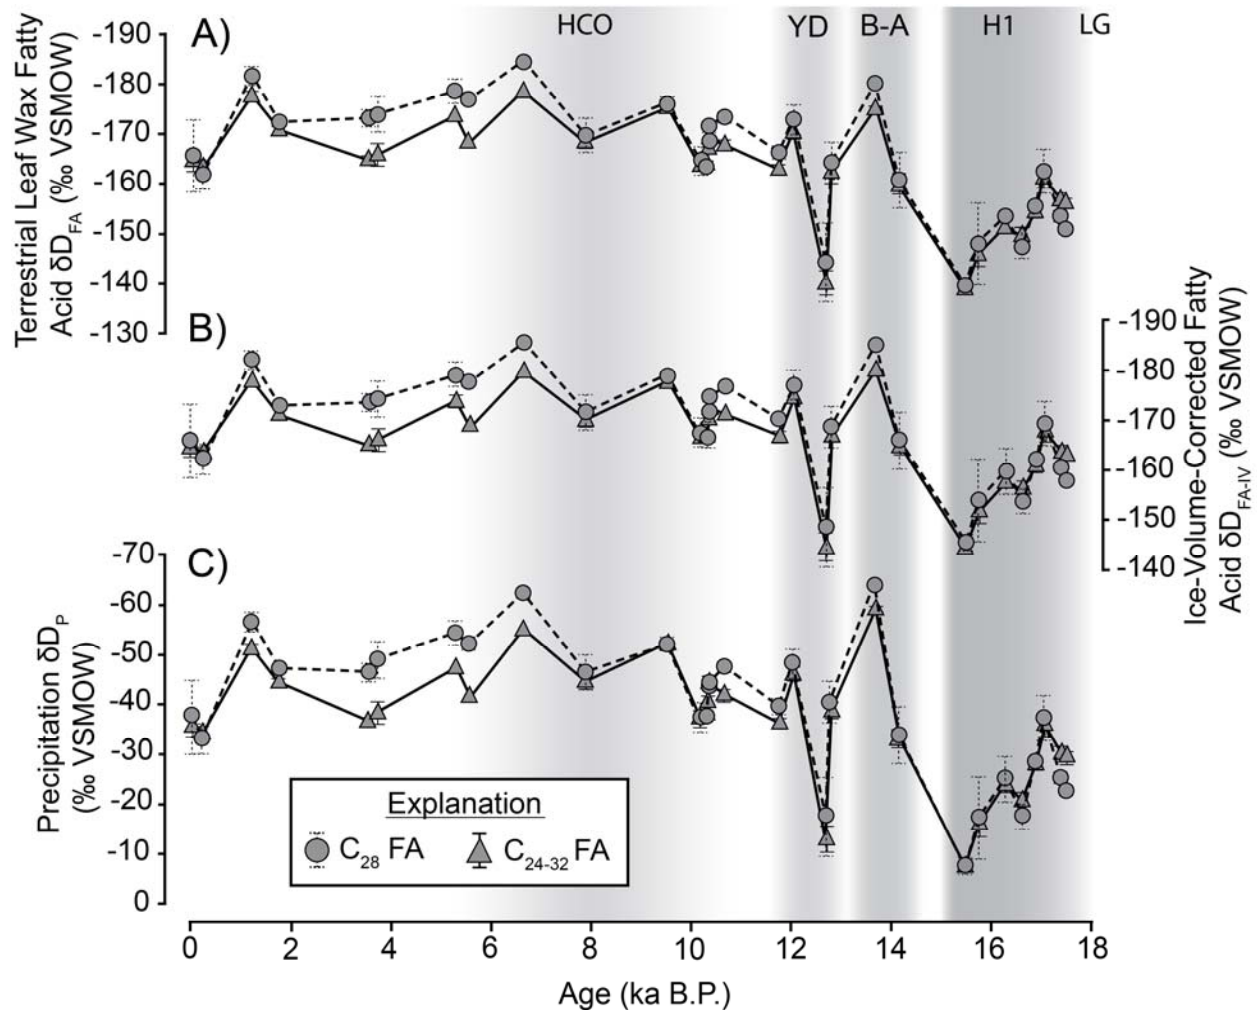 HCO YD B-A H1 LG
A)
Terrestrial Leaf Wax Fatty
Acid δD_FA (‰ VSMOW)
-190
-180
-170
-160
-150
-140
-130
B)
Ice-Volume-Corrected Fatty
Acid δD_FA-IV (‰ VSMOW)
-190
-180
-170
-160
-150
-140
C)
Precipitation δD_P
(‰ VSMOW)
-70
-60
-50
-40
-30
-20
-10
0
Explanation
C_28 FA C_24-32 FA
0 2 4 6 8 10 12 14 16 18
Age (ka B.P.)